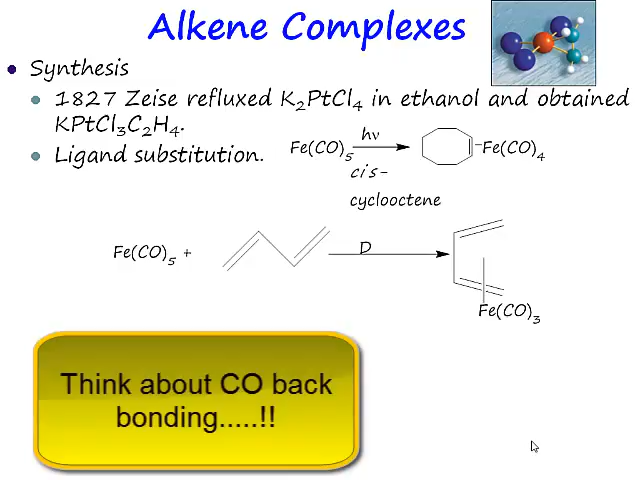 Alkene Complexes
Synthesis
1827 Zeise refluxed K₂PtCl₄ in ethanol and obtained
KPtCl₃C₂H₄.
Ligand substitution.
Fe(CO)₅
hν
cis-
cyclooctene
Fe(CO)₄
Fe(CO)₅ +
D
Fe(CO)₃
Think about CO back
bonding.....!!